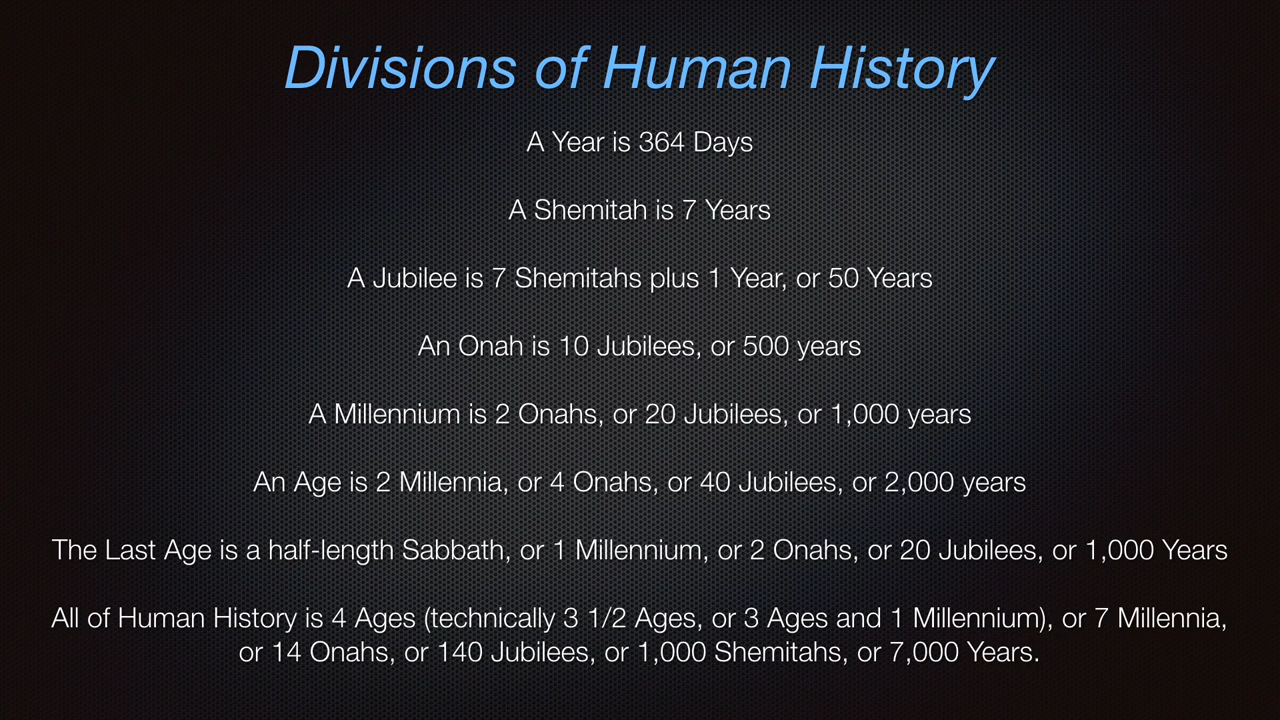 Divisions of Human History
A Year is 364 Days
A Shemitah is 7 Years
A Jubilee is 7 Shemitahs plus 1 Year, or 50 Years
An Onah is 10 Jubilees, or 500 years
A Millennium is 2 Onahs, or 20 Jubilees, or 1,000 years
An Age is 2 Millennia, or 4 Onahs, or 40 Jubilees, or 2,000 years
The Last Age is a half-length Sabbath, or 1 Millennium, or 2 Onahs, or 20 Jubilees, or 1,000 Years
All of Human History is 4 Ages (technically 3 1/2 Ages, or 3 Ages and 1 Millennium), or 7 Millennia,
or 14 Onahs, or 140 Jubilees, or 1,000 Shemitahs, or 7,000 Years.